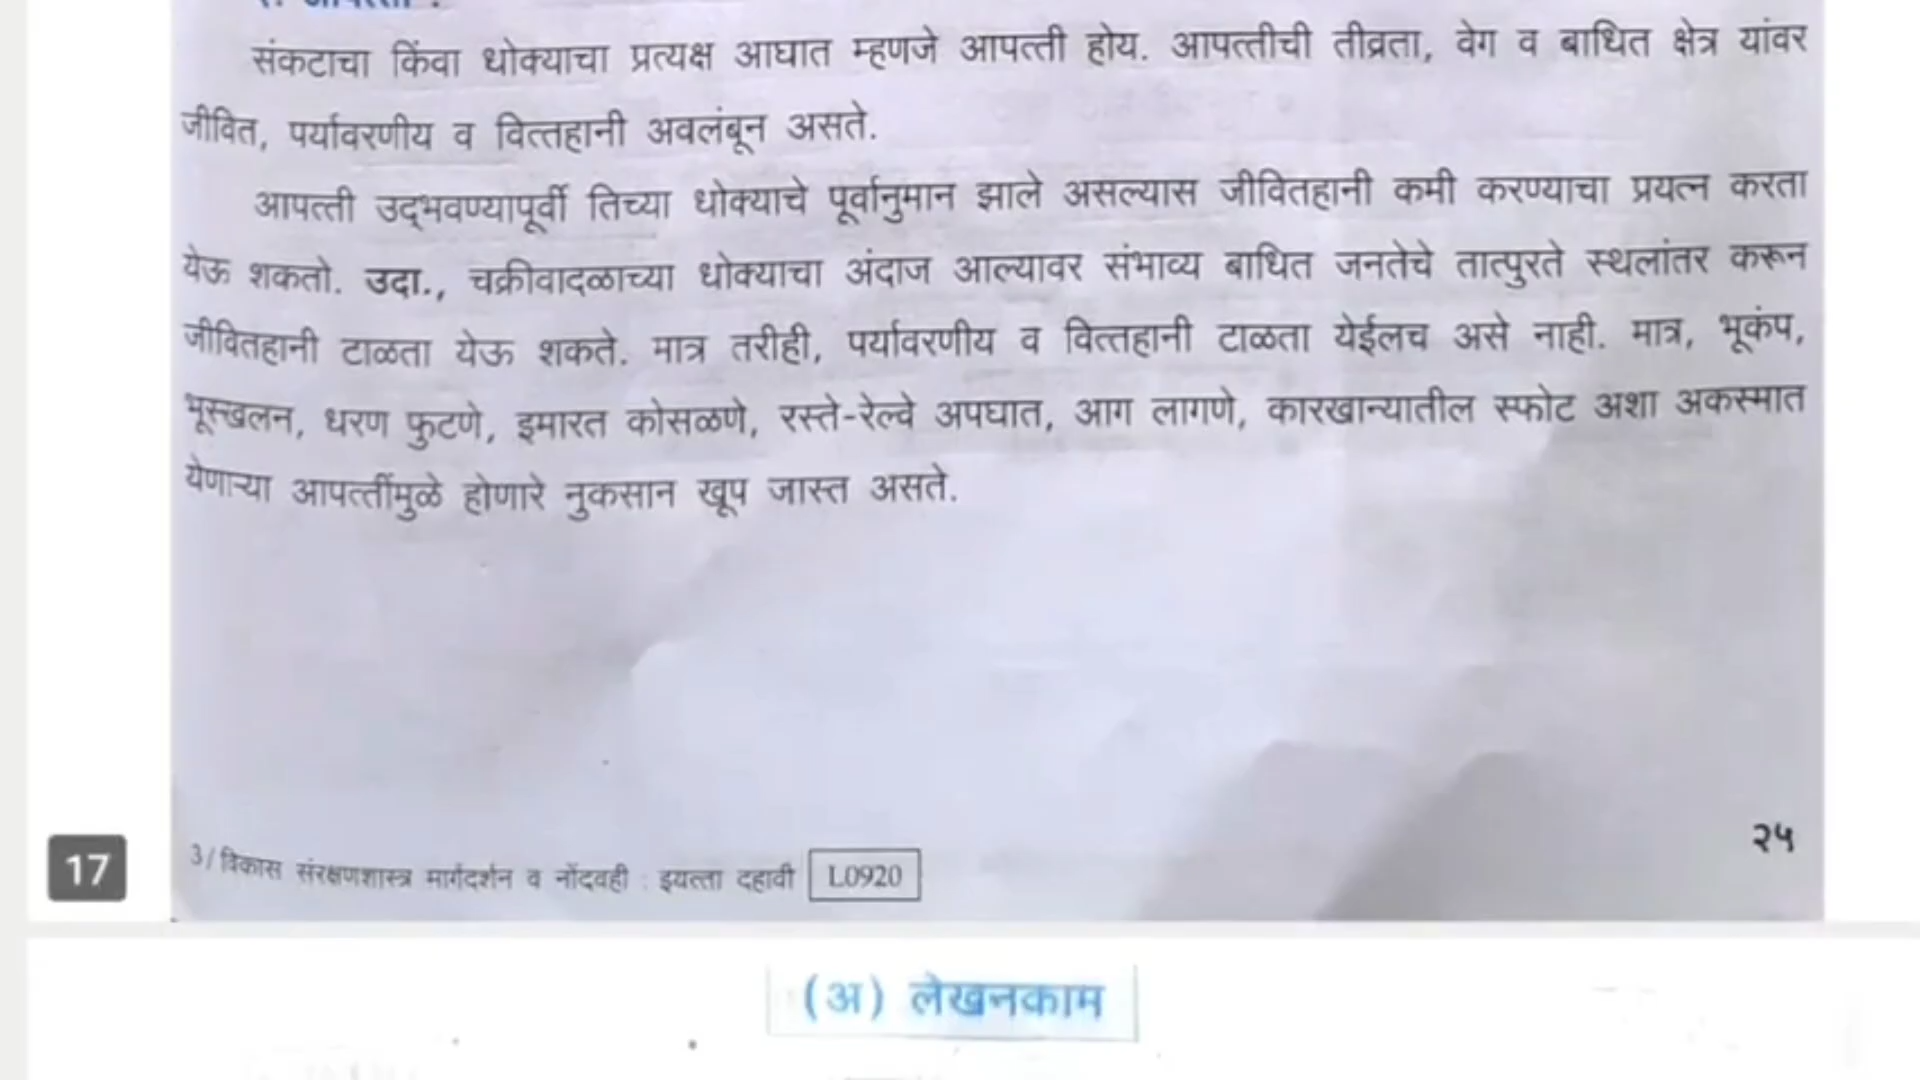 संकटाचा किंवा धोक्याचा प्रत्यक्ष आघात म्हणजे आपत्ती होय. आपत्तीची तीव्रता, वेग व बाधित क्षेत्र यांवर
जीवित, पर्यावरणीय व वित्तहानी अवलंबून असते.
आपत्ती उद्‌भवण्यापूर्वी तिच्या धोक्याचे पूर्वानुमान झाले असल्यास जीवितहानी कमी करण्याचा प्रयत्न करता
येऊ शकतो. उदा., चक्रीवादळाच्या धोक्याचा अंदाज आल्यावर संभाव्य बाधित जनतेचे तात्पुरते स्थलांतर करून
जीवितहानी टाळता येऊ शकते. मात्र तरीही, पर्यावरणीय व वित्तहानी टाळता येईलच असे नाही. मात्र, भूकंप,
भूस्खलन, धरण फुटणे, इमारत कोसळणे, रस्ते-रेल्वे अपघात, आग लागणे, कारखान्यातील स्फोट अशा अकस्मात
येणाऱ्या आपत्तींमुळे होणारे नुकसान खूप जास्त असते.
२५
17
3/विकास संरक्षणशास्त्र मार्गदर्शन व नोंदवही : इयत्ता दहावी L0920
(अ) लेखनकाम